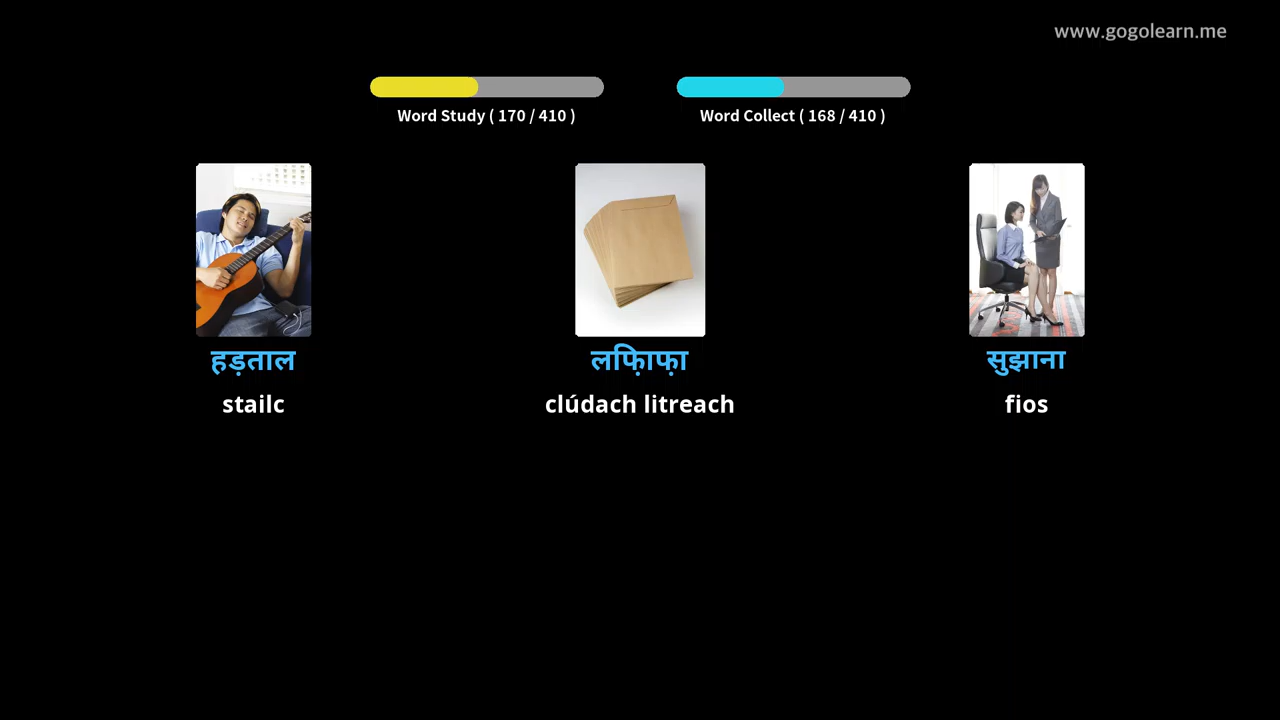 www.gogolearn.me
Word Study ( 170 / 410 )
Word Collect ( 168 / 410 )
हड़ताल
लफ़िाफ़ा
सुझाना
stailc
clúdach litreach
fios